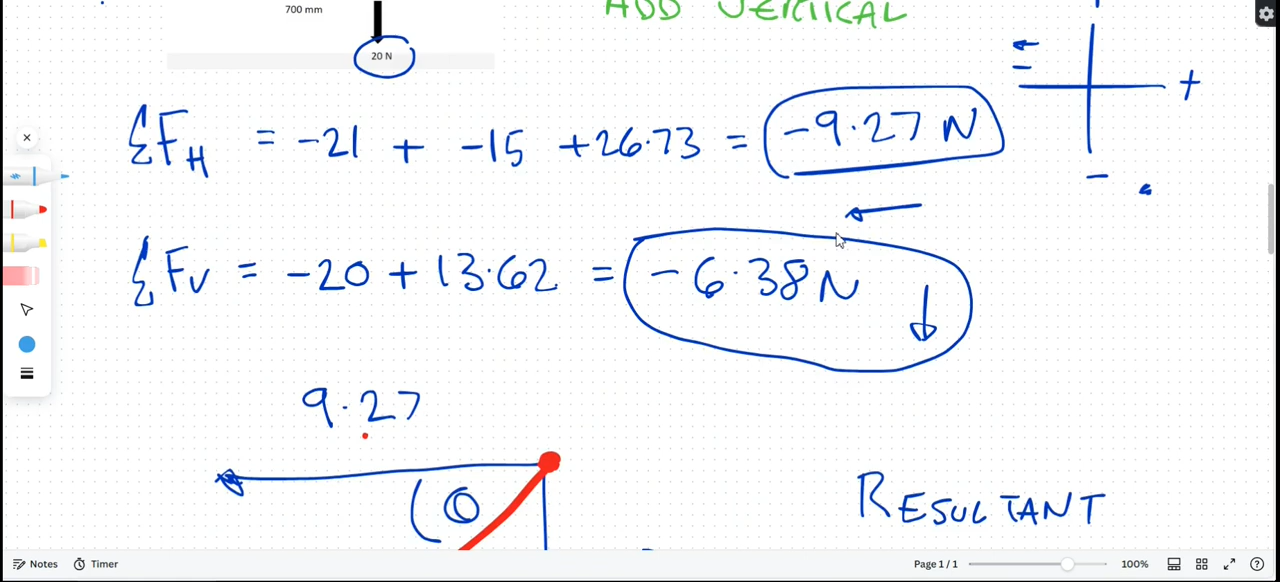 700 mm
ADD VERTICAL
20 N
+
ΣF_H = -21 + -15 +26.73 = -9.27 N
-
ΣF_V = -20 + 13.62 = -6.38 N
9.27
θ
RESULTANT
Notes Timer Page 1 / 1 100%